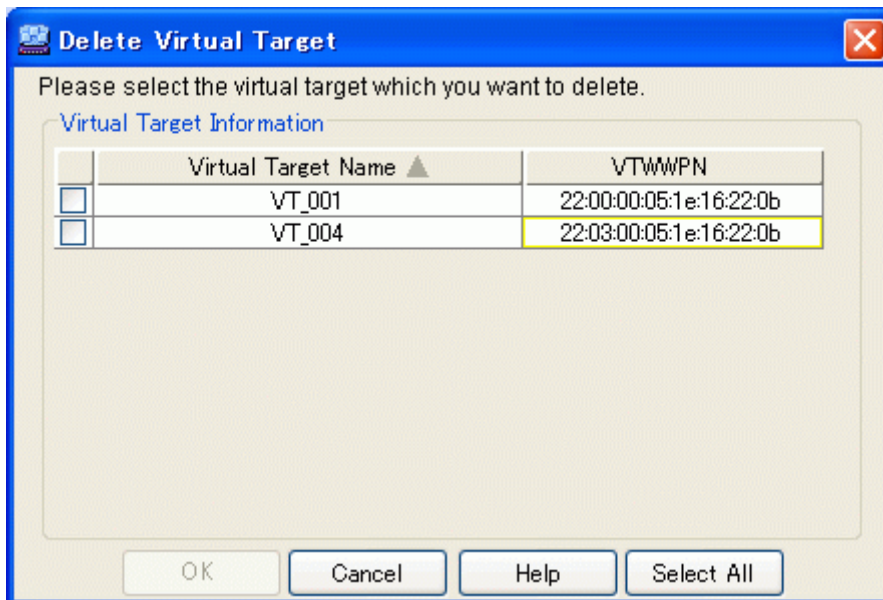 Delete Virtual Target
Please select the virtual target which you want to delete.
Virtual Target Information
Virtual Target Name VTWWPN
VT_001 22:00:00:05:1e:16:22:0b
VT_004 22:03:00:05:1e:16:22:0b
OK Cancel Help Select All